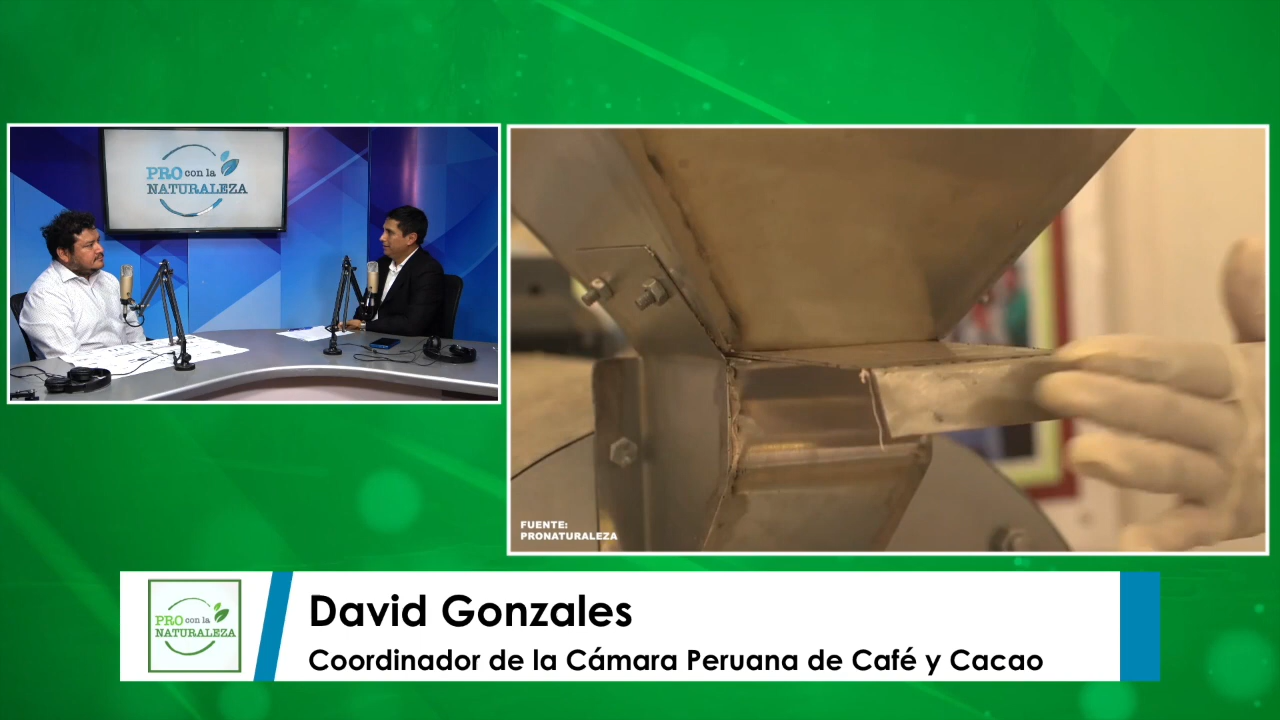 PRO con la
NATURALEZA
FUENTE:
PRONATURALEZA
PRO con la
NATURALEZA
David Gonzales
Coordinador de la Cámara Peruana de Café y Cacao